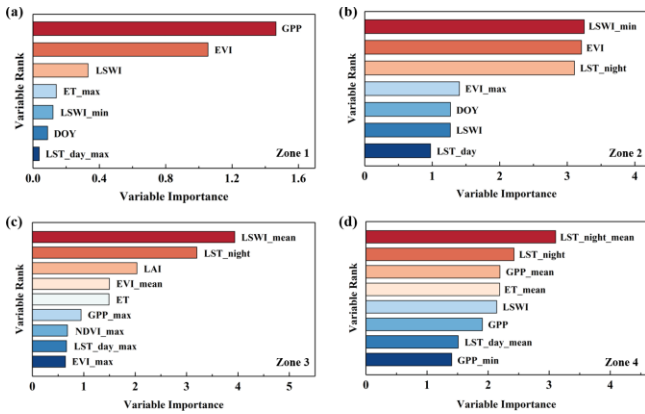 (a)
Variable Rank
GPP
EVI
LSWI
ET_max
LSWI_min
DOY
LST_day_max
Zone 1
0.0 0.4 0.8 1.2 1.6
Variable Importance
(b)
Variable Rank
LSWI_min
EVI
LST_night
EVI_max
DOY
LSWI
LST_day
Zone 2
0 1 2 3 4
Variable Importance
(c)
Variable Rank
LSWI_mean
LST_night
LAI
EVI_mean
ET
GPP_max
NDVI_max
LST_day_max
EVI_max
Zone 3
0 1 2 3 4 5
Variable Importance
(d)
Variable Rank
LST_night_mean
LST_night
GPP_mean
ET_mean
LSWI
GPP
LST_day_mean
GPP_min
Zone 4
0 1 2 3 4
Variable Importance